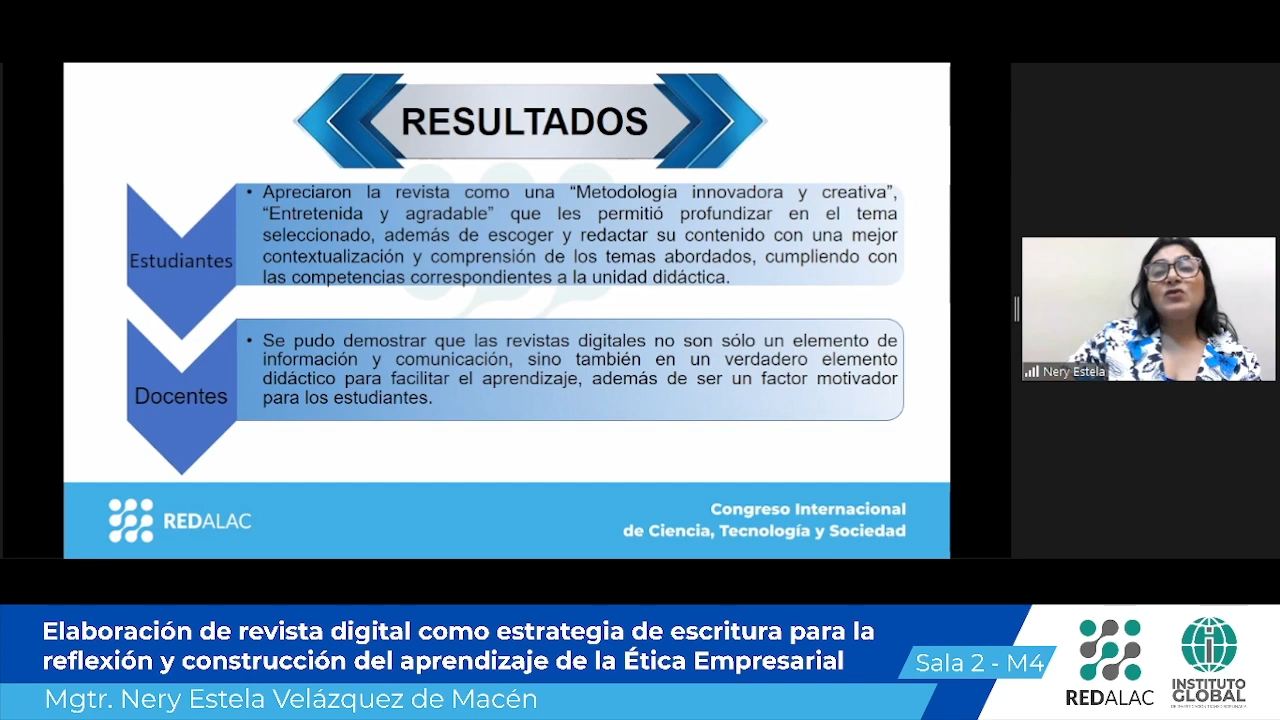 RESULTADOS
Estudiantes
• Apreciaron la revista como una “Metodología innovadora y creativa”,
“Entretenida y agradable” que les permitió profundizar en el tema
seleccionado, además de escoger y redactar su contenido con una mejor
contextualización y comprensión de los temas abordados, cumpliendo con
las competencias correspondientes a la unidad didáctica.
Docentes
• Se pudo demostrar que las revistas digitales no son sólo un elemento de
información y comunicación, sino también en un verdadero elemento
didáctico para facilitar el aprendizaje, además de ser un factor motivador
para los estudiantes.
REDALAC
Congreso Internacional
de Ciencia, Tecnología y Sociedad
Nery Estela
Elaboración de revista digital como estrategia de escritura para la
reflexión y construcción del aprendizaje de la Ética Empresarial
Mgtr. Nery Estela Velázquez de Macén
Sala 2 - M4
REDALAC
INSTITUTO
GLOBAL